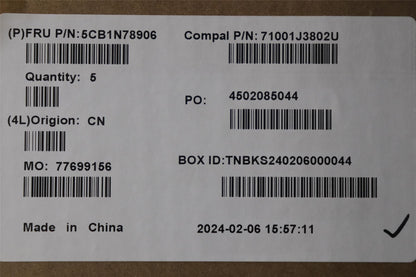 (P)FRU P/N:5CB1N78906
Compal P/N: 71001J3802U
Quantity: 5
PO: 4502085044
(4L)Origion: CN
MO: 77699156
BOX ID:TNBKS240206000044
Made in China
2024-02-06 15:57:11